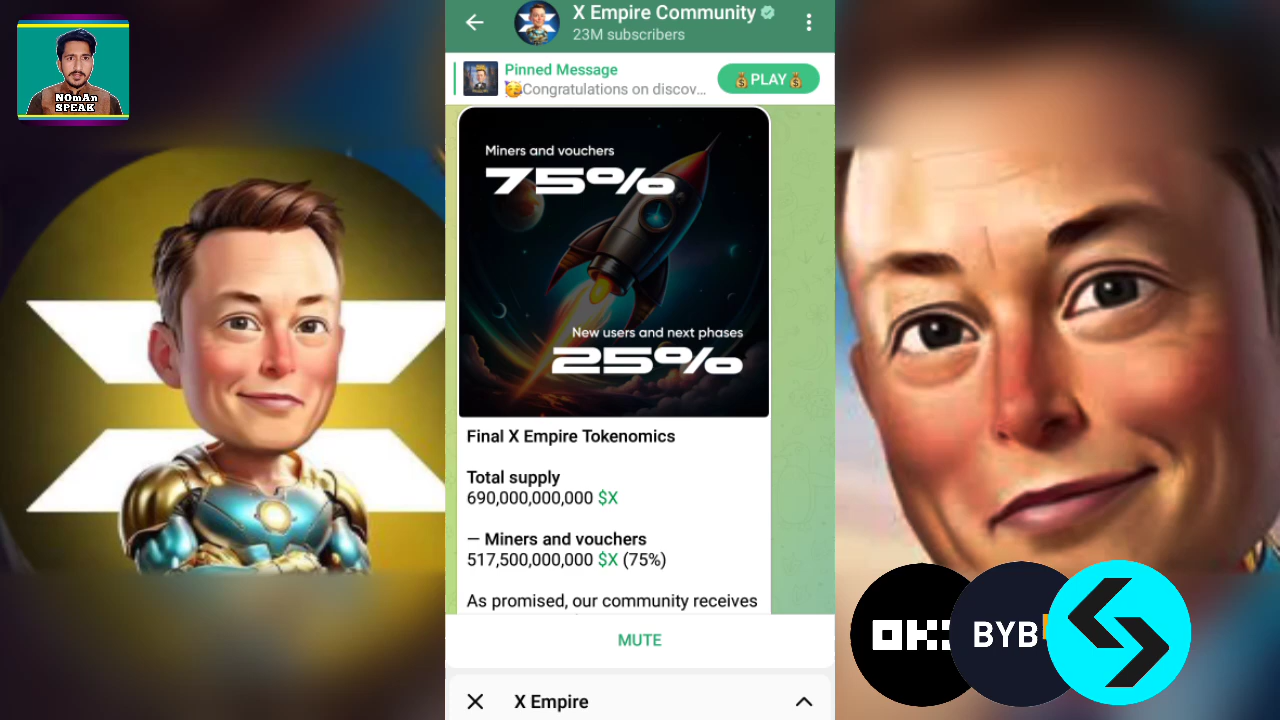 NOmAn
SPEAK
X Empire Community
23M subscribers
Pinned Message
🥳Congratulations on discov...
💰PLAY💰
Miners and vouchers
75%
New users and next phases
25%
Final X Empire Tokenomics
Total supply
690,000,000,000 $X
— Miners and vouchers
517,500,000,000 $X (75%)
As promised, our community receives
MUTE
X Empire
BYB